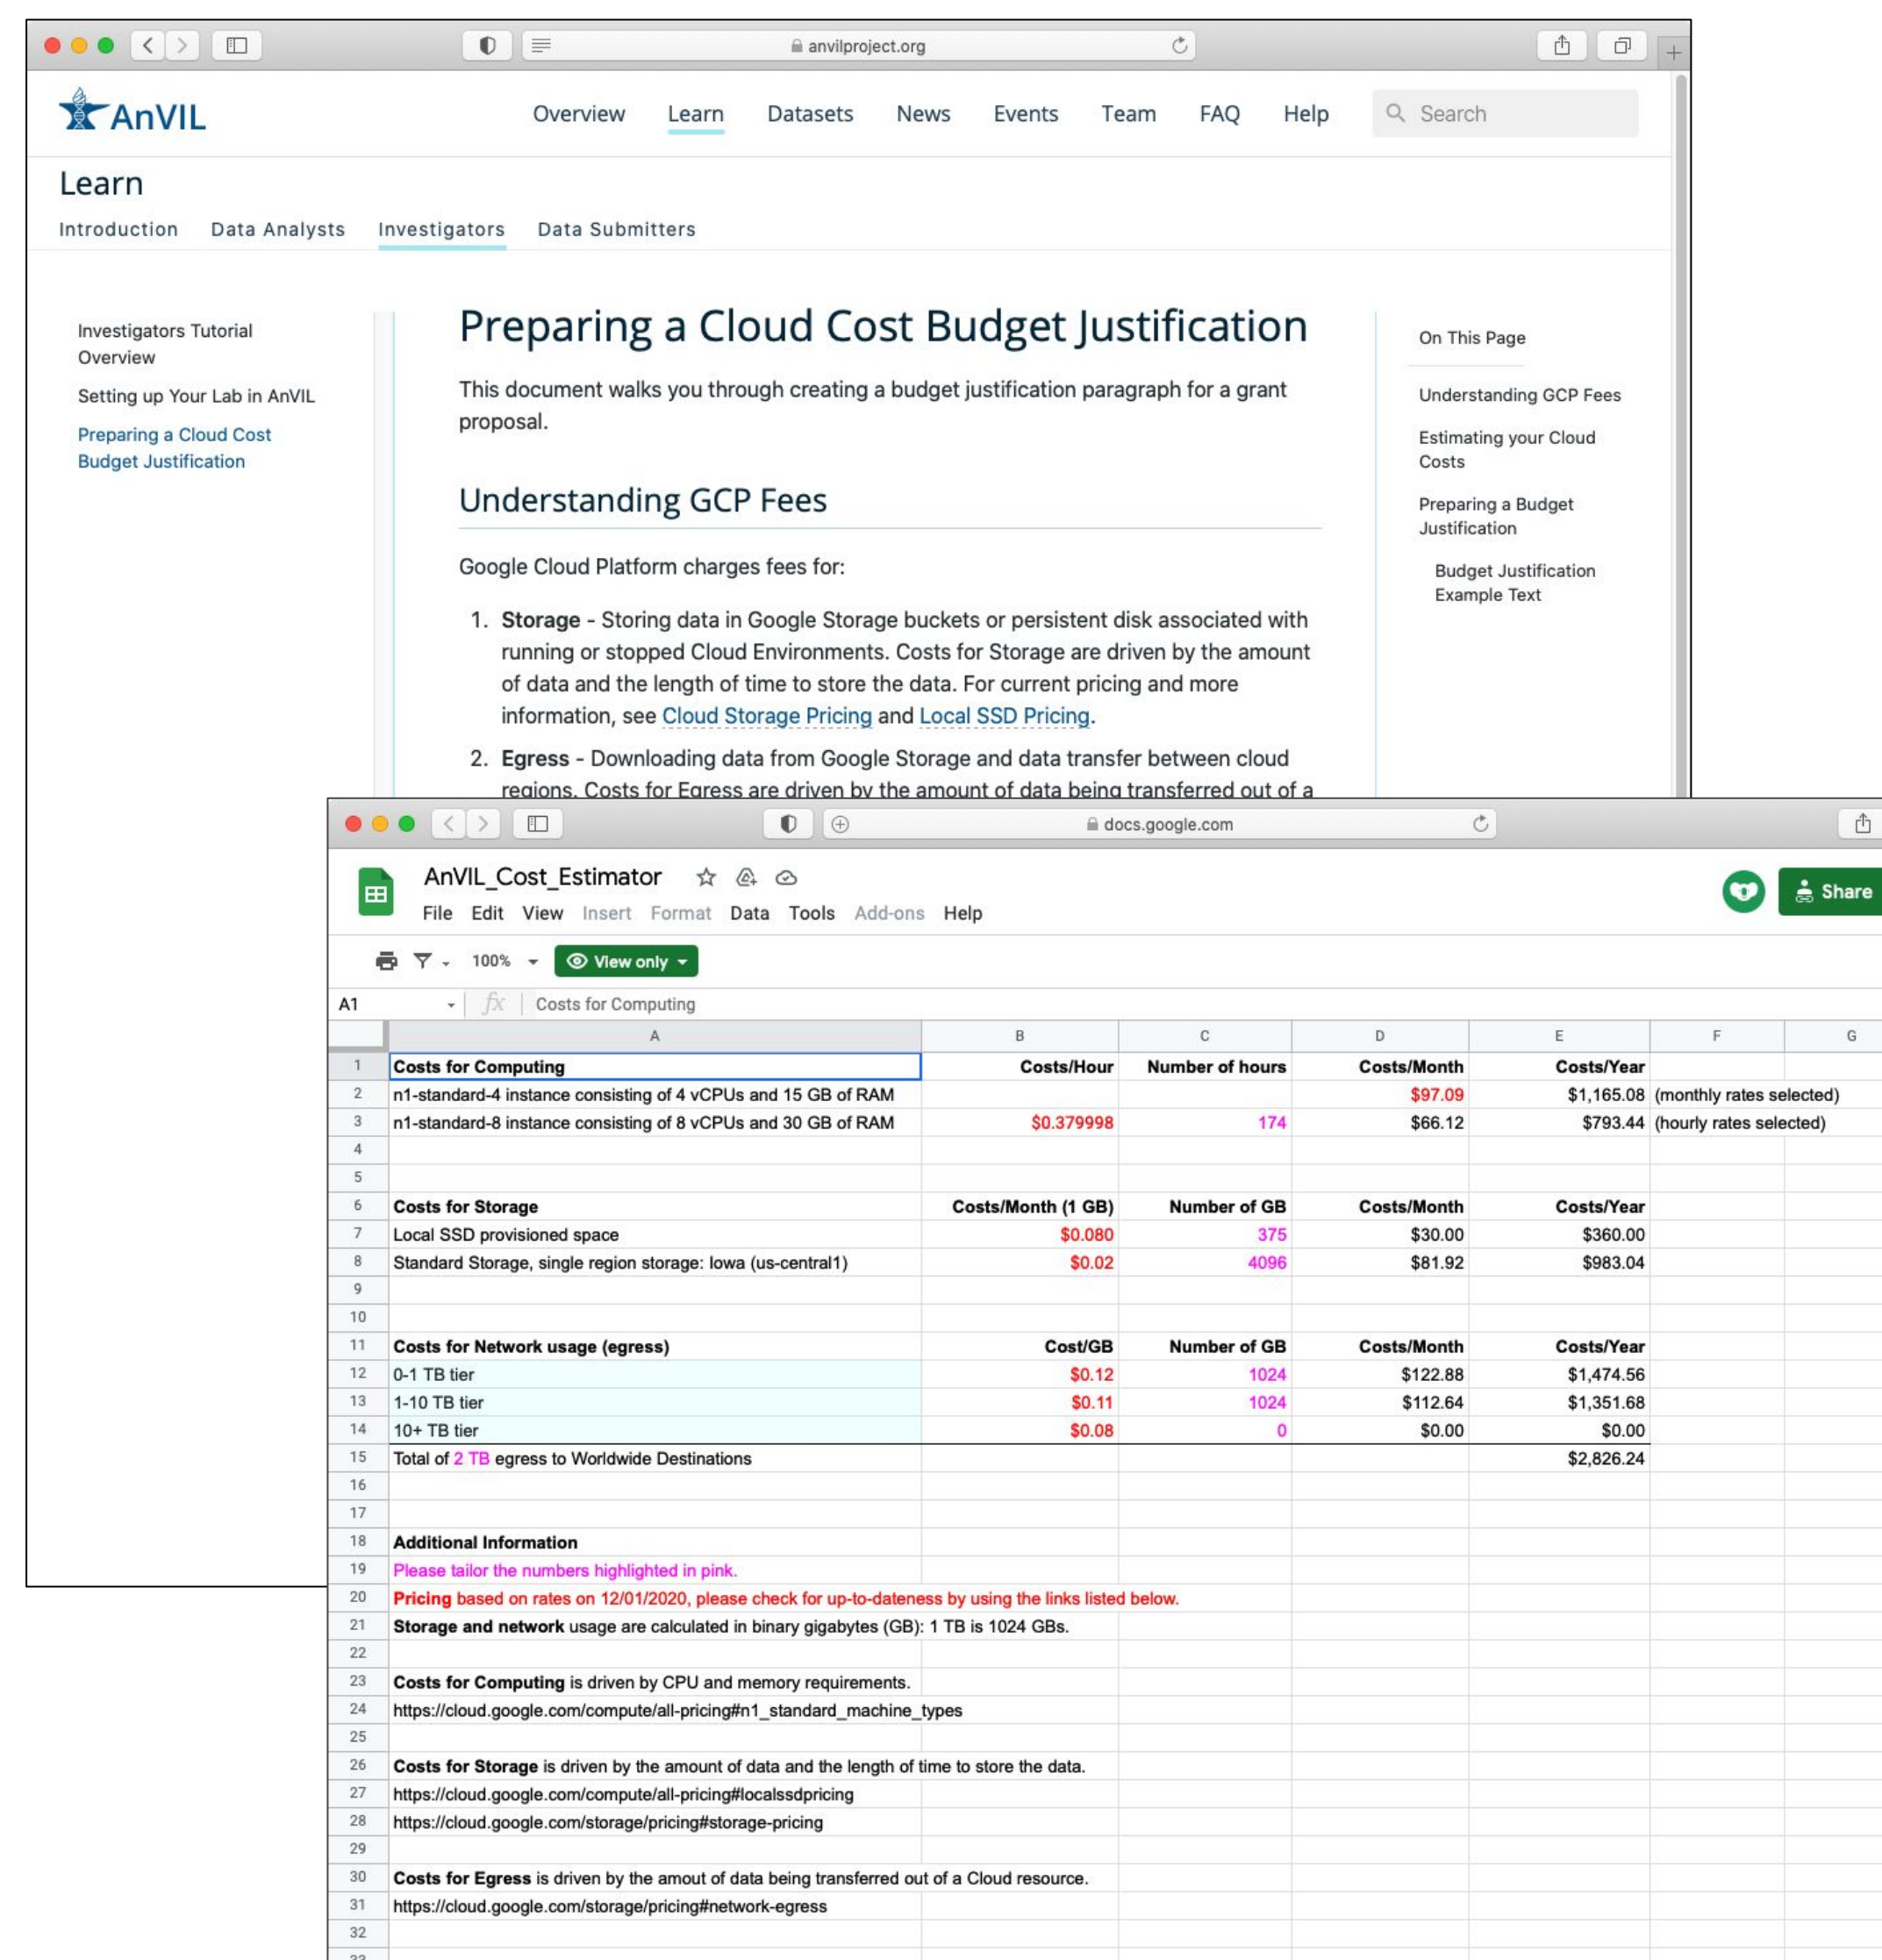 anvilproject.org
AnVIL
Overview Learn Datasets News Events Team FAQ Help Search
Learn
Introduction Data Analysts Investigators Data Submitters
Investigators Tutorial
Overview
Setting up Your Lab in AnVIL
Preparing a Cloud Cost
Budget Justification
Preparing a Cloud Cost Budget Justification
This document walks you through creating a budget justification paragraph for a grant
proposal.
Understanding GCP Fees
Google Cloud Platform charges fees for:
1. Storage - Storing data in Google Storage buckets or persistent disk associated with
running or stopped Cloud Environments. Costs for Storage are driven by the amount
of data and the length of time to store the data. For current pricing and more
information, see Cloud Storage Pricing and Local SSD Pricing.
2. Egress - Downloading data from Google Storage and data transfer between cloud
regions. Costs for Egress are driven by the amount of data being transferred out of a
On This Page
Understanding GCP Fees
Estimating your Cloud
Costs
Preparing a Budget
Justification
Budget Justification
Example Text
docs.google.com
AnVIL_Cost_Estimator
Share
File Edit View Insert Format Data Tools Add-ons Help
100% View only
A1 fx Costs for Computing
A B C D E F G
1 Costs for Computing Costs/Hour Number of hours Costs/Month Costs/Year
2 n1-standard-4 instance consisting of 4 vCPUs and 15 GB of RAM $97.09 $1,165.08 (monthly rates selected)
3 n1-standard-8 instance consisting of 8 vCPUs and 30 GB of RAM $0.379998 174 $66.12 $793.44 (hourly rates selected)
4
5
6 Costs for Storage Costs/Month (1 GB) Number of GB Costs/Month Costs/Year
7 Local SSD provisioned space $0.080 375 $30.00 $360.00
8 Standard Storage, single region storage: Iowa (us-central1) $0.02 4096 $81.92 $983.04
9
10
11 Costs for Network usage (egress) Cost/GB Number of GB Costs/Month Costs/Year
12 0-1 TB tier $0.12 1024 $122.88 $1,474.56
13 1-10 TB tier $0.11 1024 $112.64 $1,351.68
14 10+ TB tier $0.08 0 $0.00 $0.00
15 Total of 2 TB egress to Worldwide Destinations $2,826.24
16
17
18 Additional Information
19 Please tailor the numbers highlighted in pink.
20 Pricing based on rates on 12/01/2020, please check for up-to-dateness by using the links listed below.
21 Storage and network usage are calculated in binary gigabytes (GB): 1 TB is 1024 GBs.
22
23 Costs for Computing is driven by CPU and memory requirements.
24 https://cloud.google.com/compute/all-pricing#n1_standard_machine_types
25
26 Costs for Storage is driven by the amount of data and the length of time to store the data.
27 https://cloud.google.com/compute/all-pricing#localssdpricing
28 https://cloud.google.com/storage/pricing#storage-pricing
29
30 Costs for Egress is driven by the amout of data being transferred out of a Cloud resource.
31 https://cloud.google.com/storage/pricing#network-egress
32
33